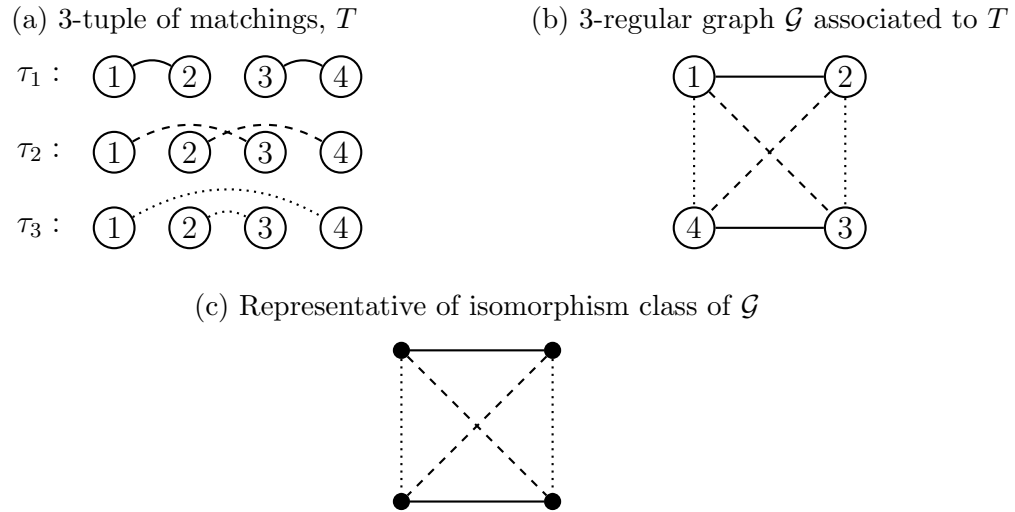 (a) 3-tuple of matchings, T
τ₁ : 1 2 3 4
τ₂ : 1 2 3 4
τ₃ : 1 2 3 4
(b) 3-regular graph 𝒢 associated to T
1 2
4 3
(c) Representative of isomorphism class of 𝒢